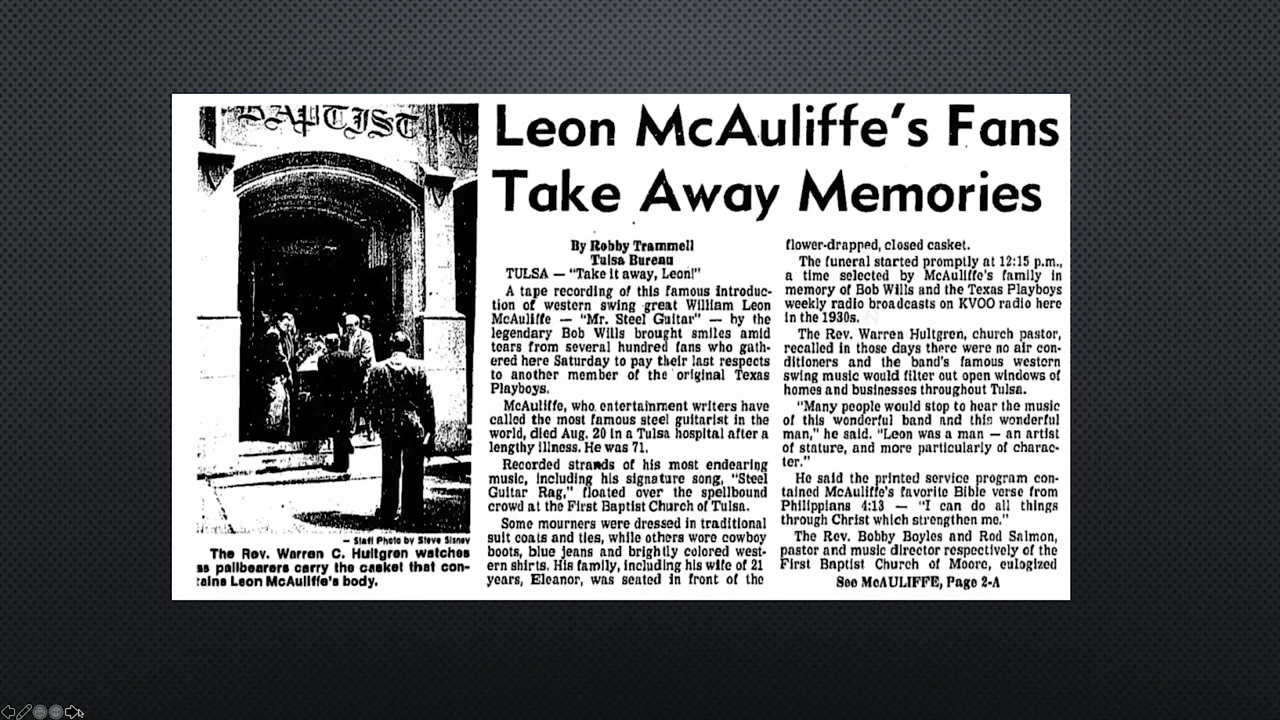 BAPTIST
Leon McAuliffe's Fans
Take Away Memories
By Robby Trammell
Tulsa Bureau
TULSA — "Take it away, Leon!"
A tape recording of this famous introduc-
tion of western swing great William Leon
McAuliffe — "Mr. Steel Guitar" — by the
legendary Bob Wills brought smiles amid
tears from several hundred fans who gath-
ered here Saturday to pay their last respects
to another member of the original Texas
Playboys.
McAuliffe, who entertainment writers have
called the most famous steel guitarist in the
world, died Aug. 20 in a Tulsa hospital after a
lengthy illness. He was 71.
Recorded strands of his most endearing
music, including his signature song, "Steel
Guitar Rag," floated over the spellbound
crowd at the First Baptist Church of Tulsa.
Some mourners were dressed in traditional
suit coats and ties, while others wore cowboy
boots, blue jeans and brightly colored west-
ern shirts. His family, including his wife of 21
years, Eleanor, was seated in front of the
flower-drapped, closed casket.
The funeral started promptly at 12:15 p.m.,
a time selected by McAuliffe's family in
memory of Bob Wills and the Texas Playboys
weekly radio broadcasts on KVOO radio here
in the 1930s.
The Rev. Warren Hultgren, church pastor,
recalled in those days there were no air con-
ditioners and the band's famous western
swing music would filter out open windows of
homes and businesses throughout Tulsa.
"Many people would stop to hear the music
of this wonderful band and this wonderful
man," he said. "Leon was a man — an artist
of stature, and more particularly of charac-
ter."
He said the printed service program con-
tained McAuliffe's favorite Bible verse from
Philippians 4:13 — "I can do all things
through Christ which strengthen me."
The Rev. Bobby Boyles and Rod Salmon,
pastor and music director respectively of the
First Baptist Church of Moore, eulogized
See McAULIFFE, Page 2-A
— Staff Photo by Steve Sisney
The Rev. Warren C. Hultgren watches
as pallbearers carry the casket that con-
tains Leon McAuliffe's body.